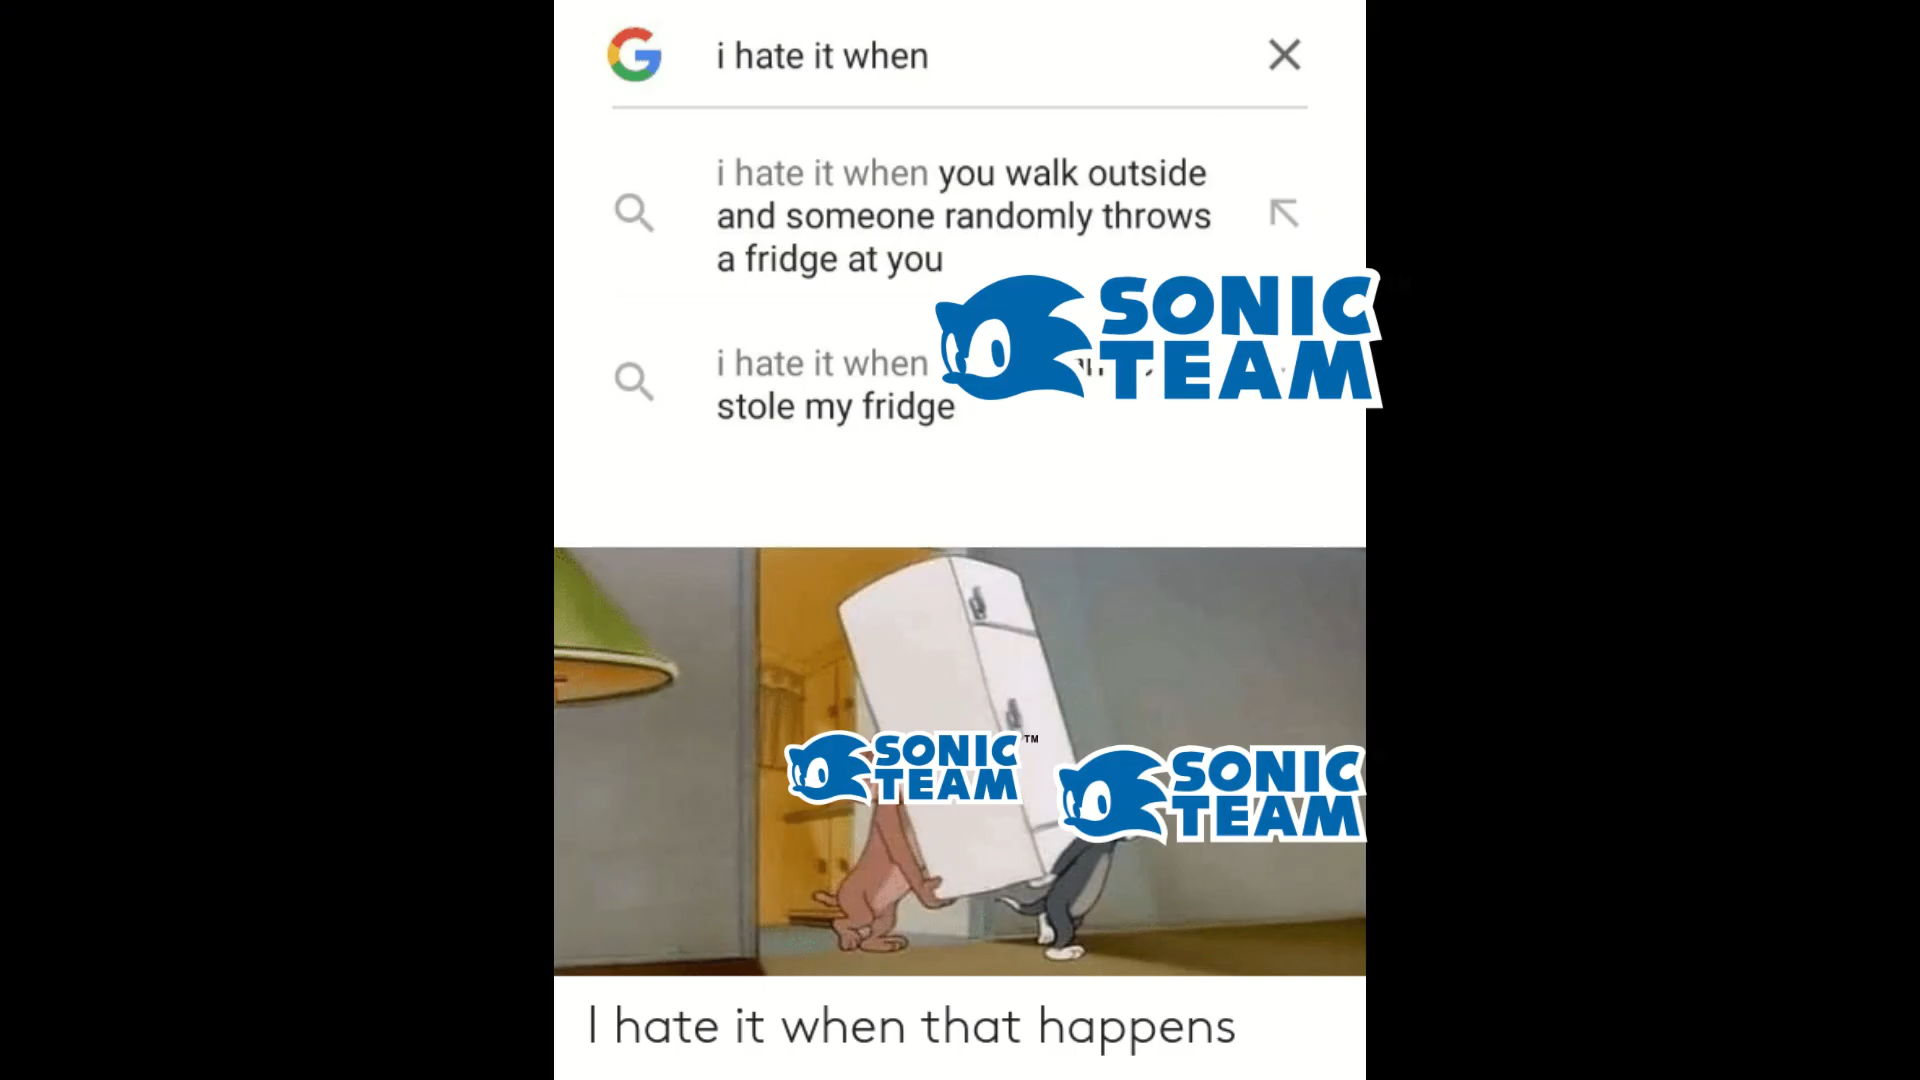 i hate it when
i hate it when you walk outside
and someone randomly throws
a fridge at you
SONIC
TEAM
i hate it when
stole my fridge
SONIC™
TEAM
SONIC
TEAM
I hate it when that happens